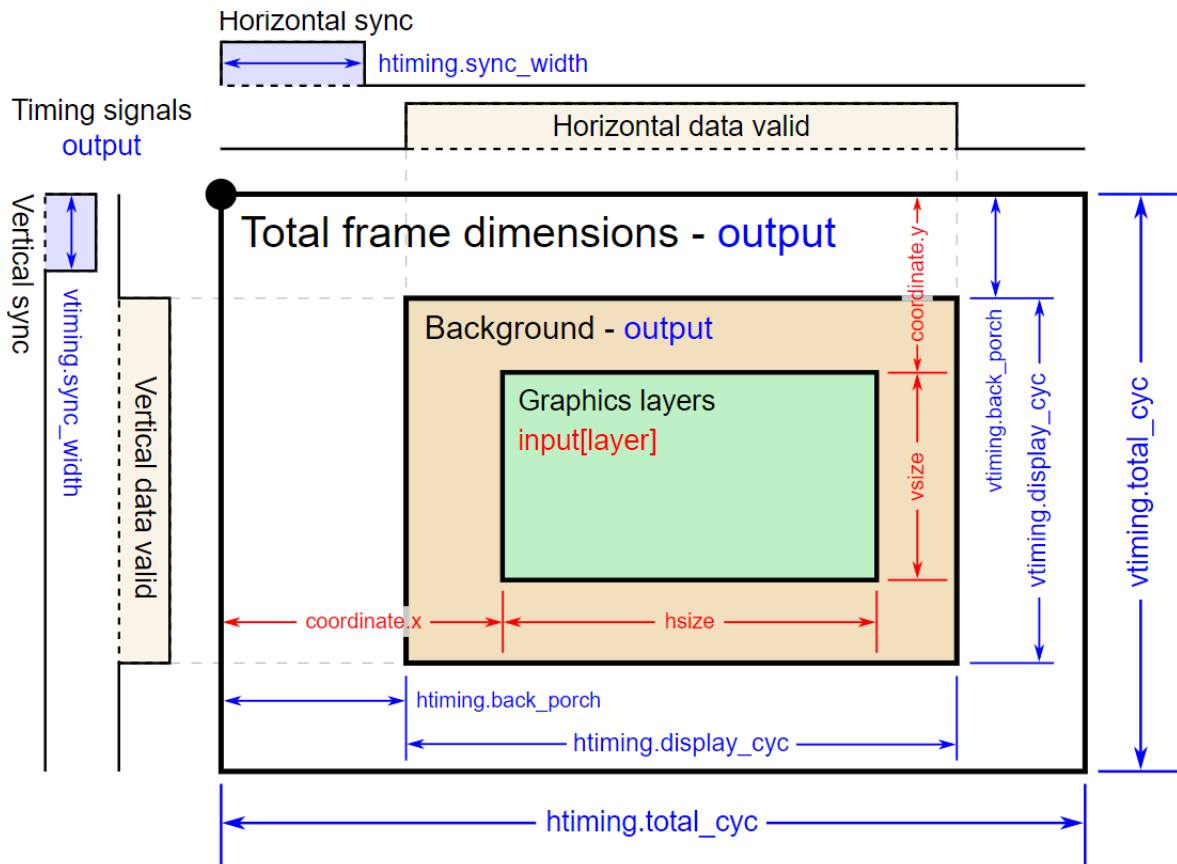 Horizontal sync
htiming.sync_width
Timing signals
output
Horizontal data valid
Vertical sync
vtiming.sync_width
Vertical data valid
Total frame dimensions - output
coordinate.y
vtiming.back_porch
vtiming.display_cyc
vtiming.total_cyc
Background - output
Graphics layers
input[layer]
vsize
coordinate.x
hsize
htiming.back_porch
htiming.display_cyc
htiming.total_cyc